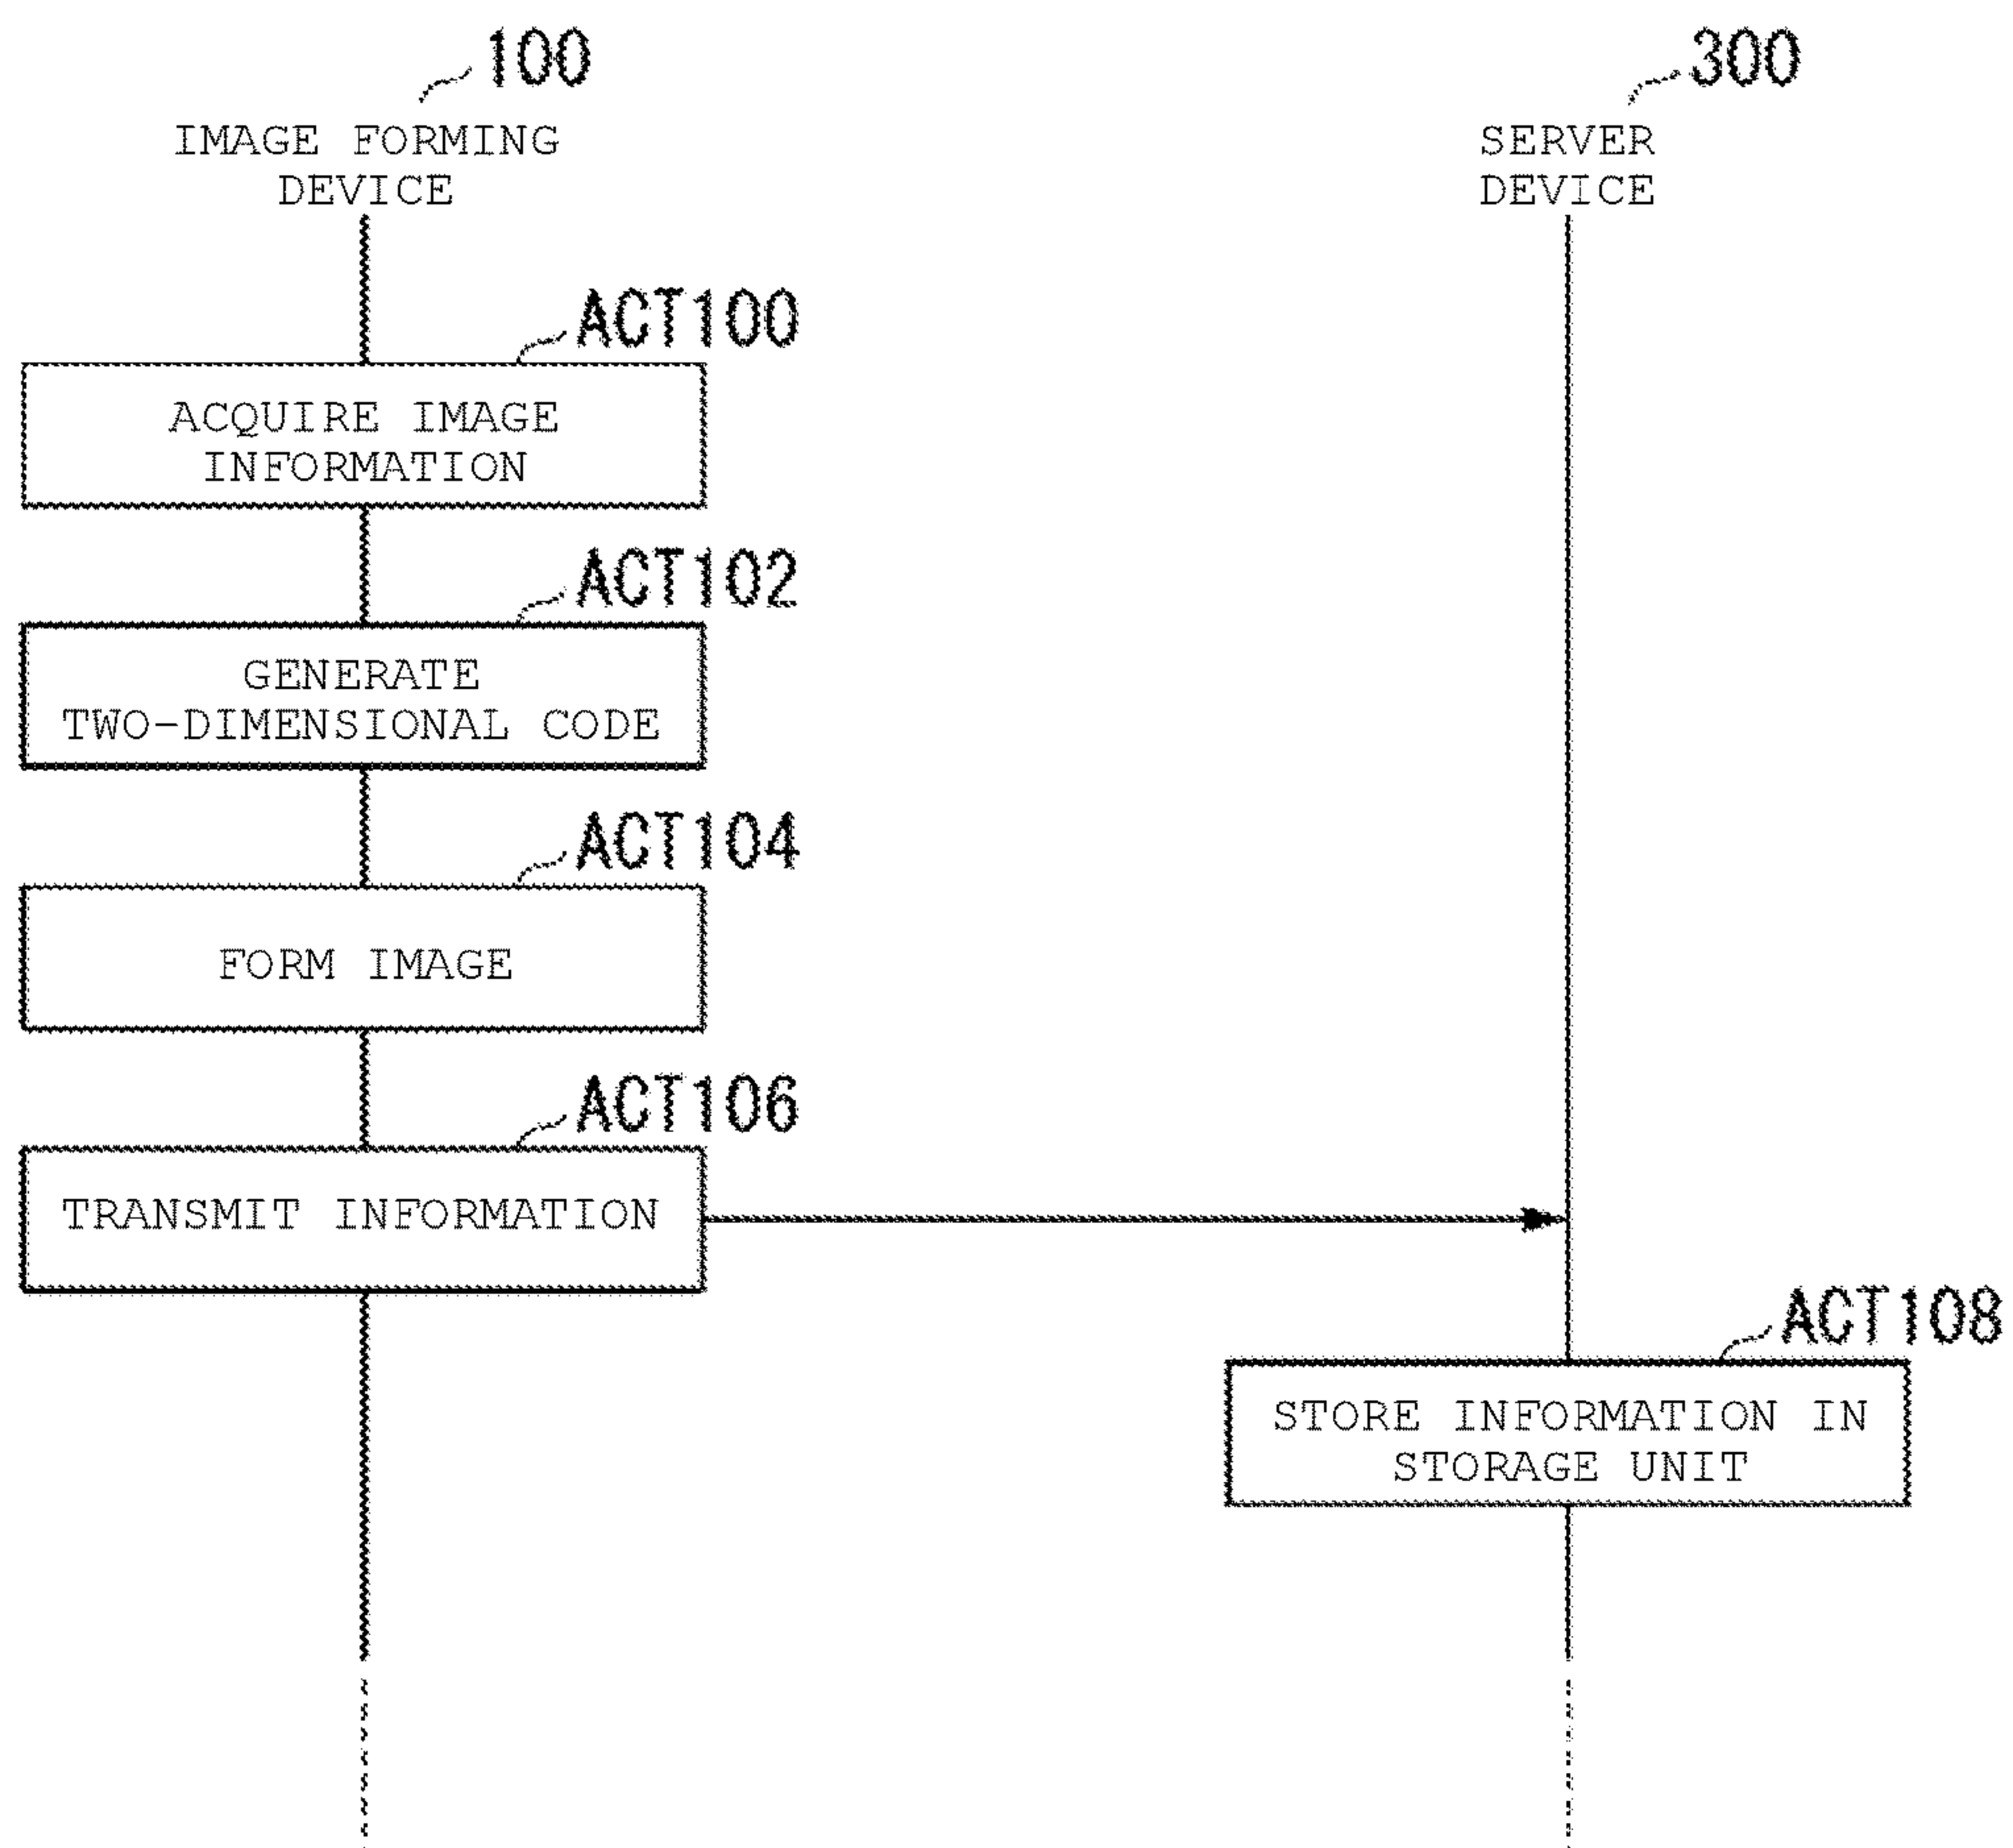 100
IMAGE FORMING
DEVICE
300
SERVER
DEVICE
ACT100
ACQUIRE IMAGE
INFORMATION
ACT102
GENERATE
TWO-DIMENSIONAL CODE
ACT104
FORM IMAGE
ACT106
TRANSMIT INFORMATION
ACT108
STORE INFORMATION IN
STORAGE UNIT